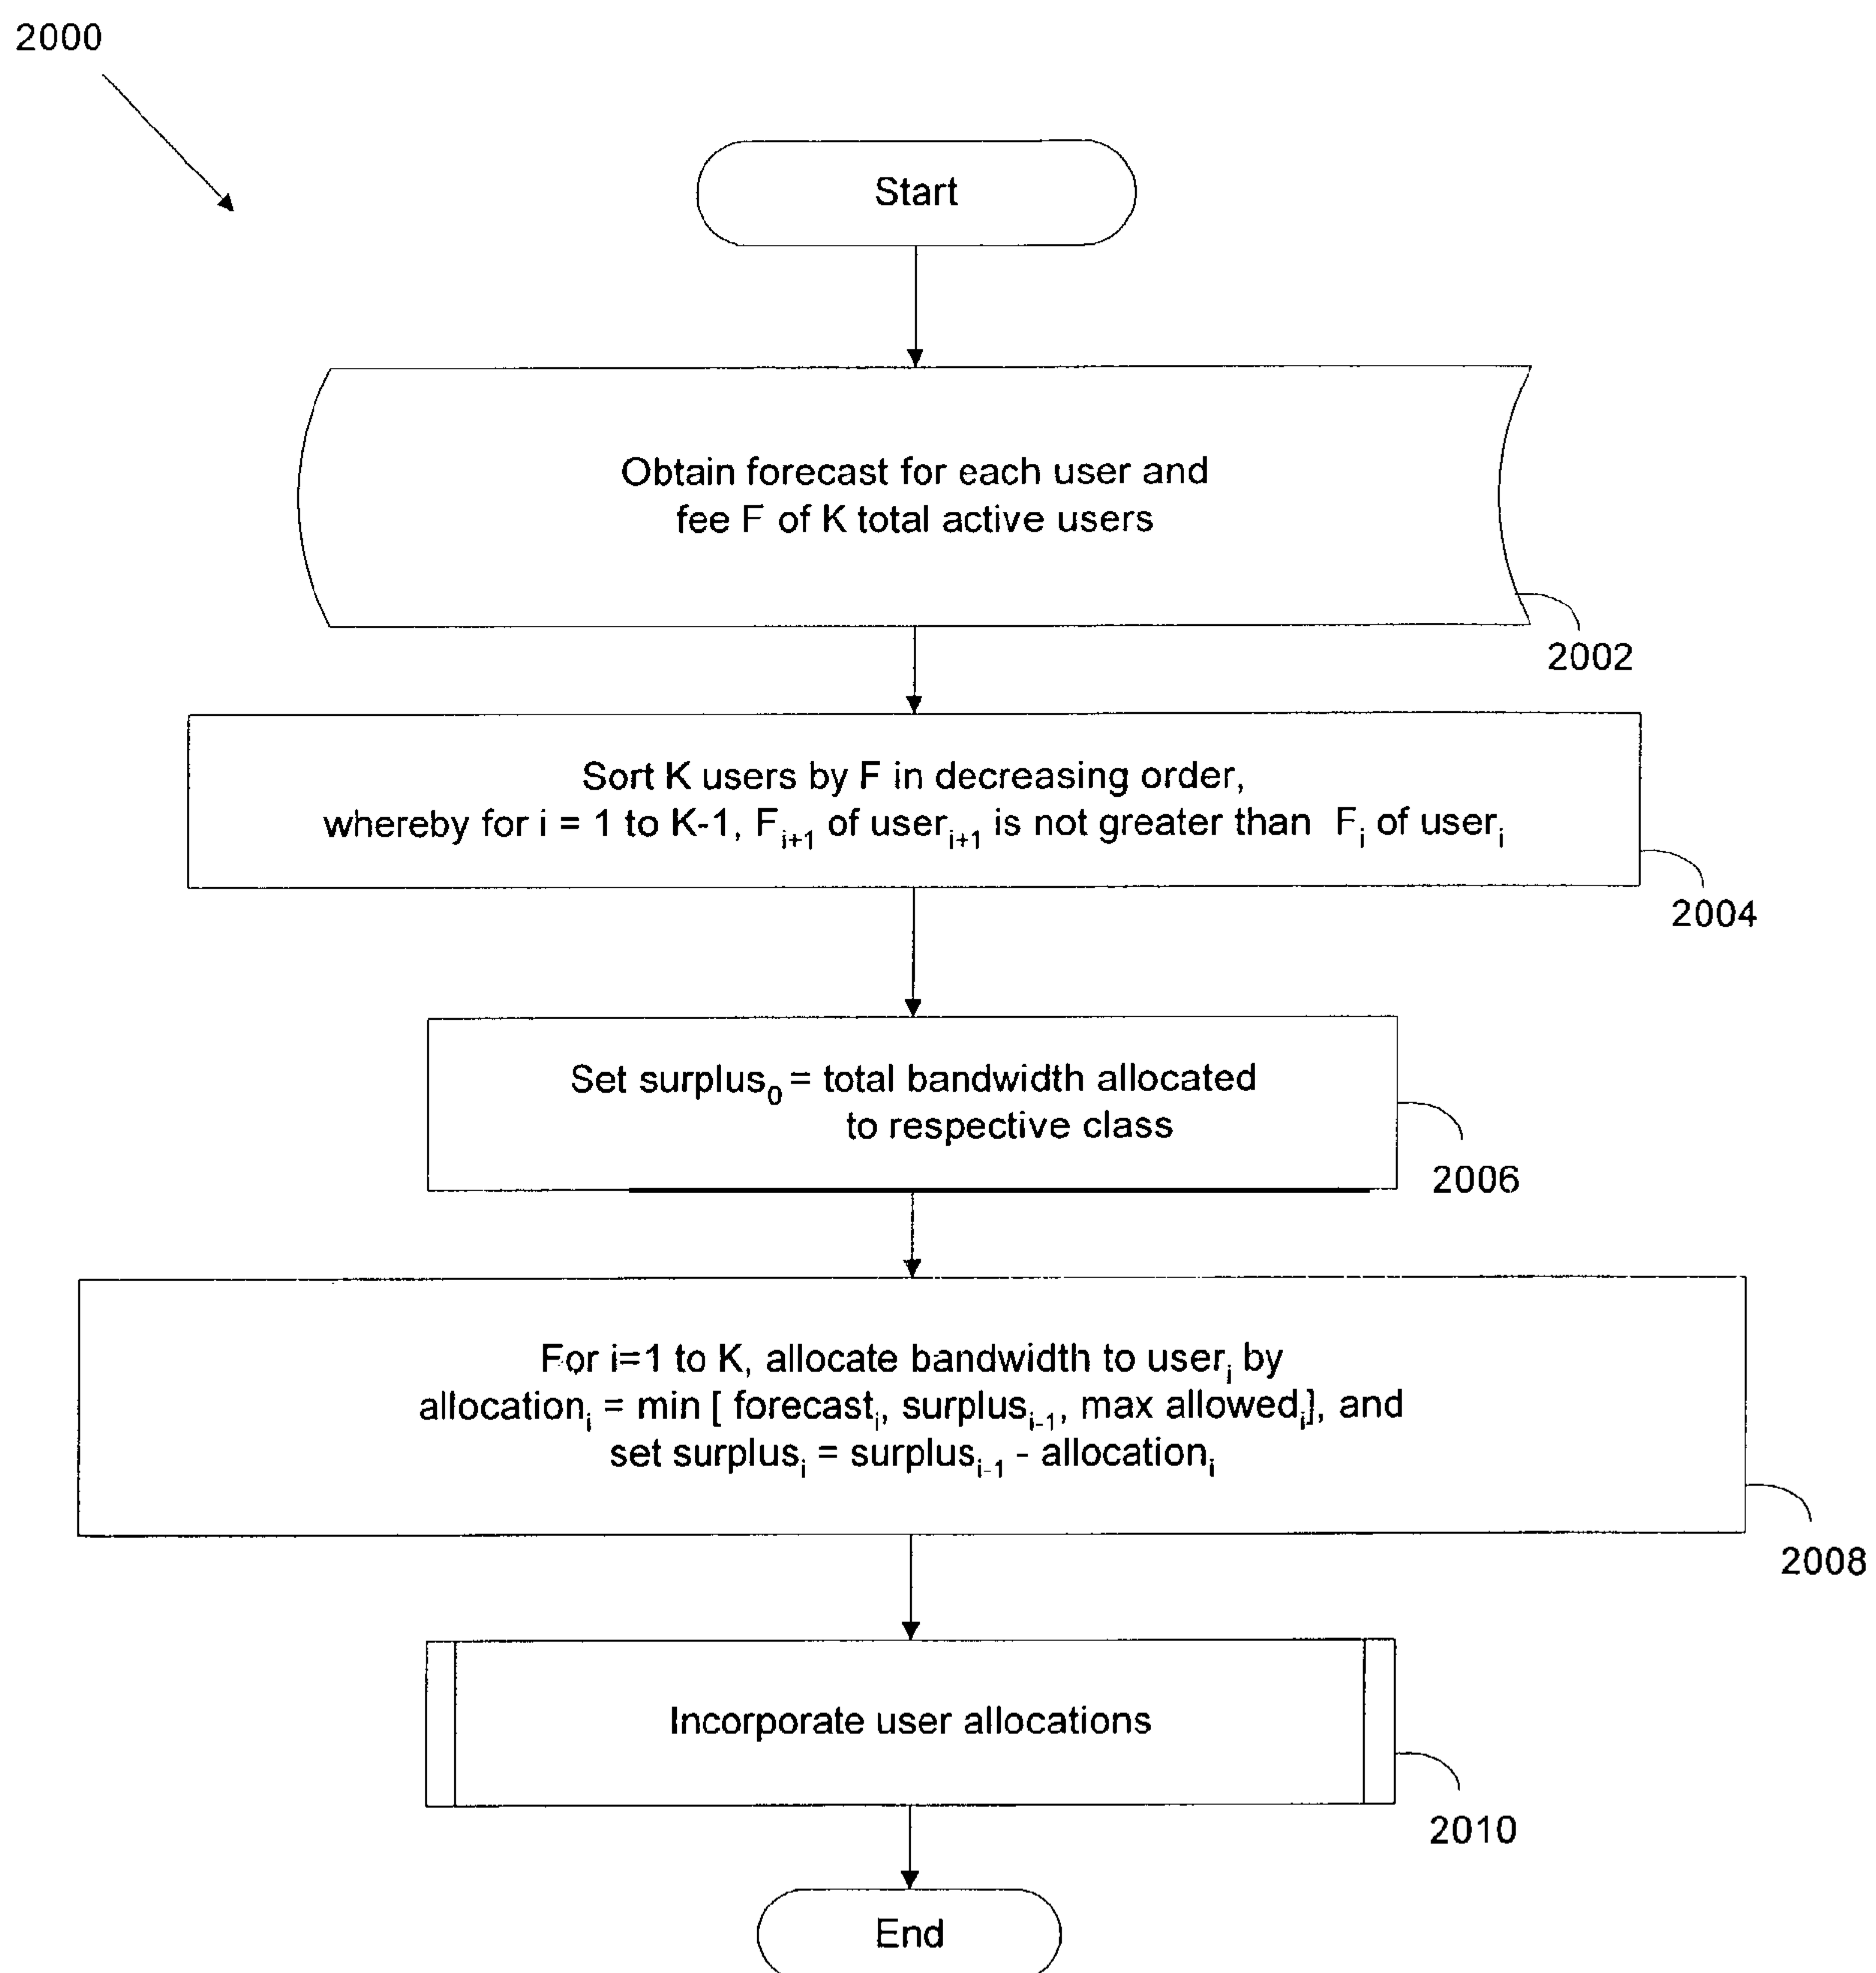 2000
Start
Obtain forecast for each user and
fee F of K total active users
2002
Sort K users by F in decreasing order,
whereby for i = 1 to K-1, Fᵢ₊₁ of userᵢ₊₁ is not greater than Fᵢ of userᵢ
2004
Set surplus₀ = total bandwidth allocated
to respective class
2006
For i=1 to K, allocate bandwidth to userᵢ by
allocationᵢ = min [ forecastᵢ, surplusᵢ₋₁, max allowedᵢ], and
set surplusᵢ = surplusᵢ₋₁ - allocationᵢ
2008
Incorporate user allocations
2010
End